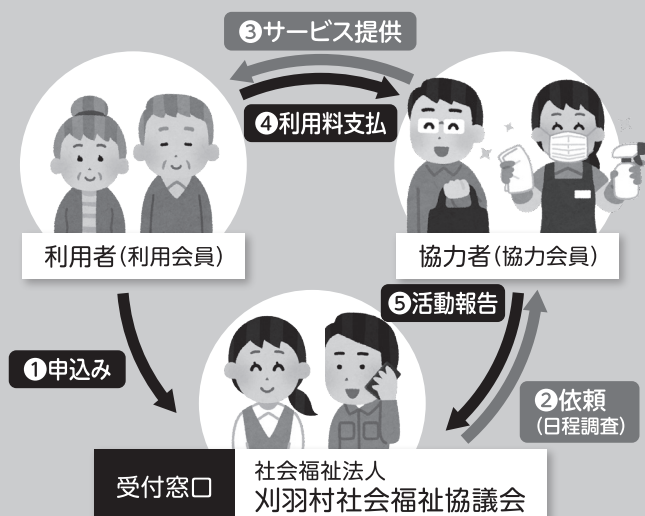 ❸サービス提供
❹利用料支払
利用者(利用会員)
協力者(協力会員)
❺活動報告
❶申込み
❷依頼
(日程調査)
受付窓口
社会福祉法人
刈羽村社会福祉協議会